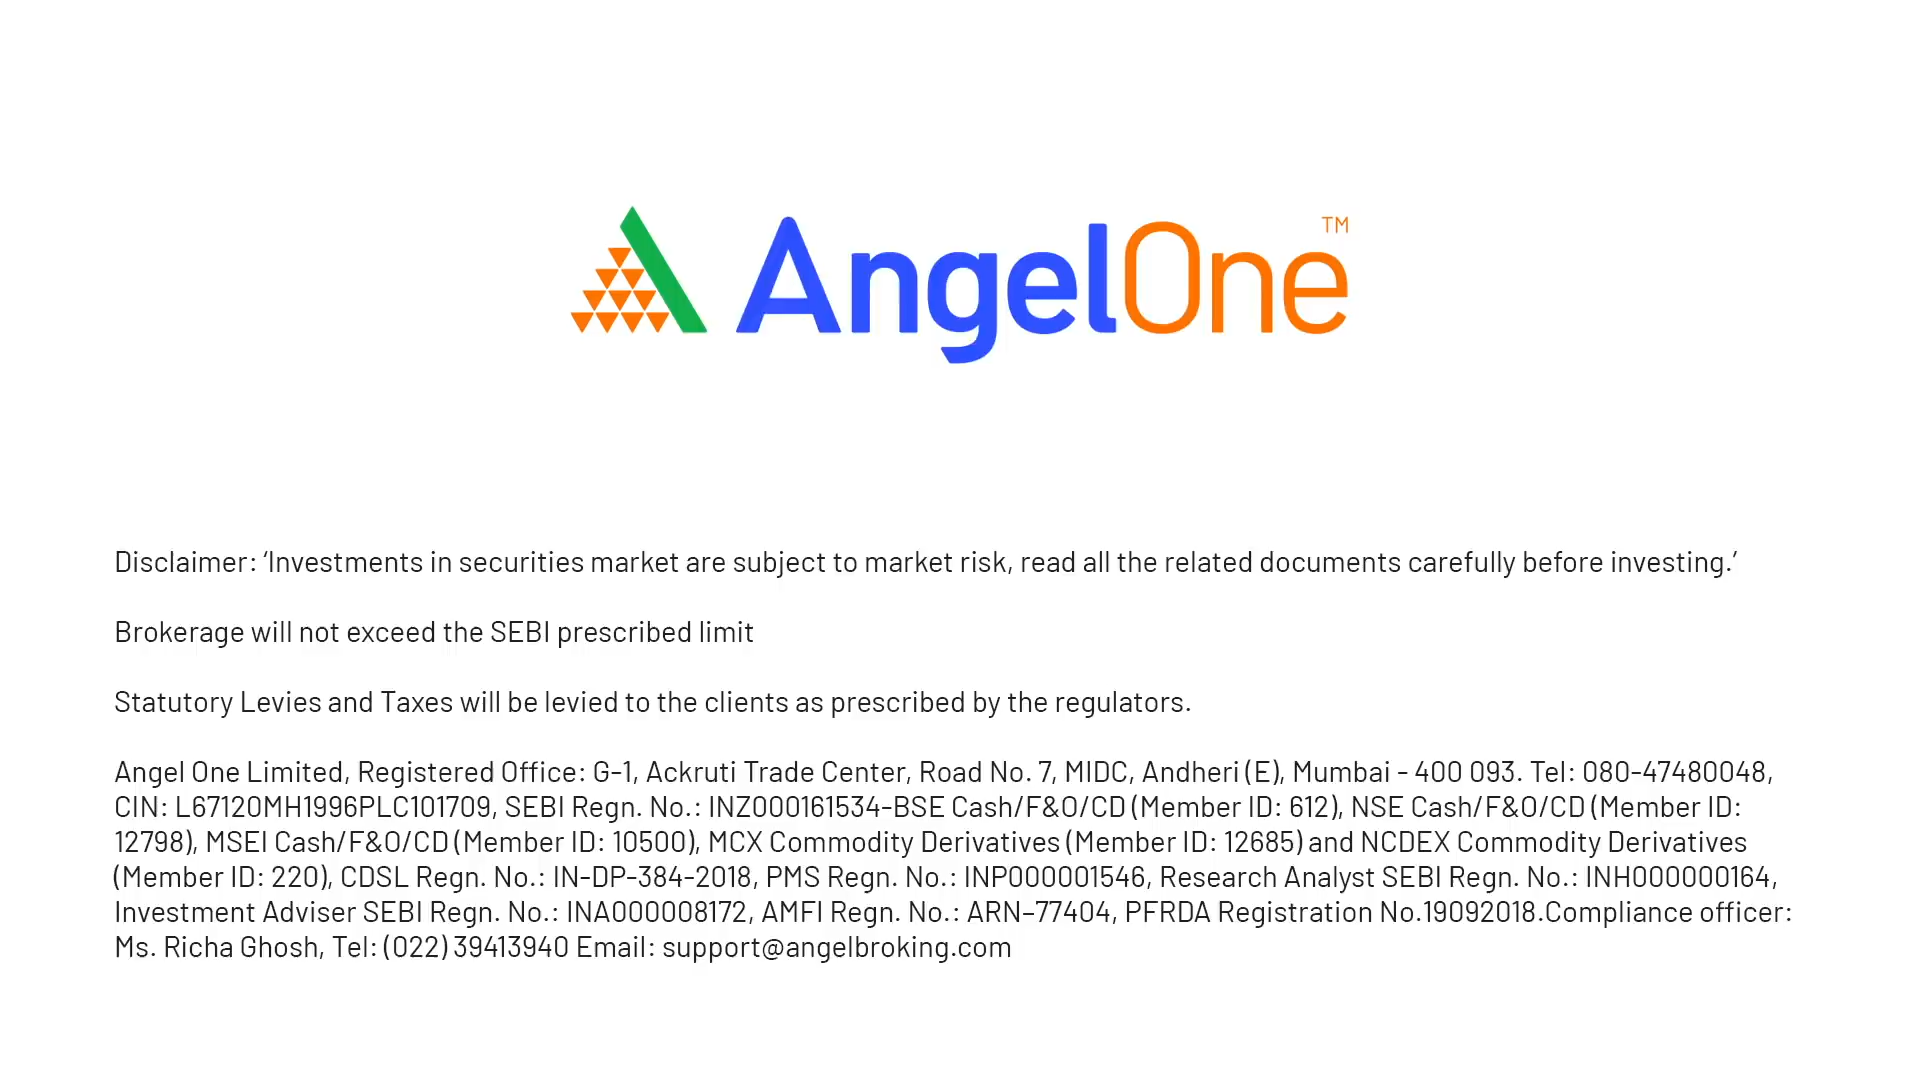 AngelOne™
Disclaimer: ‘Investments in securities market are subject to market risk, read all the related documents carefully before investing.’
Brokerage will not exceed the SEBI prescribed limit
Statutory Levies and Taxes will be levied to the clients as prescribed by the regulators.
Angel One Limited, Registered Office: G-1, Ackruti Trade Center, Road No. 7, MIDC, Andheri (E), Mumbai - 400 093. Tel: 080-47480048,
CIN: L67120MH1996PLC101709, SEBI Regn. No.: INZ000161534-BSE Cash/F&O/CD (Member ID: 612), NSE Cash/F&O/CD (Member ID:
12798), MSEI Cash/F&O/CD (Member ID: 10500), MCX Commodity Derivatives (Member ID: 12685) and NCDEX Commodity Derivatives
(Member ID: 220), CDSL Regn. No.: IN-DP-384-2018, PMS Regn. No.: INP000001546, Research Analyst SEBI Regn. No.: INH000000164,
Investment Adviser SEBI Regn. No.: INA000008172, AMFI Regn. No.: ARN–77404, PFRDA Registration No.19092018.Compliance officer:
Ms. Richa Ghosh, Tel: (022) 39413940 Email: support@angelbroking.com